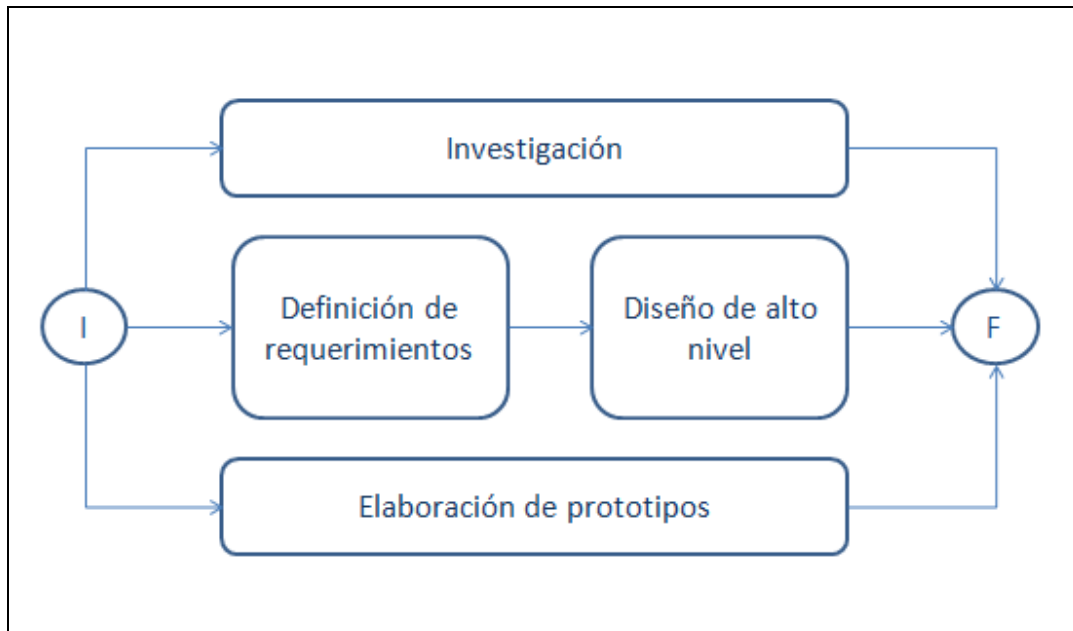 Investigación
I
Definición de
requerimientos
Diseño de alto
nivel
F
Elaboración de prototipos